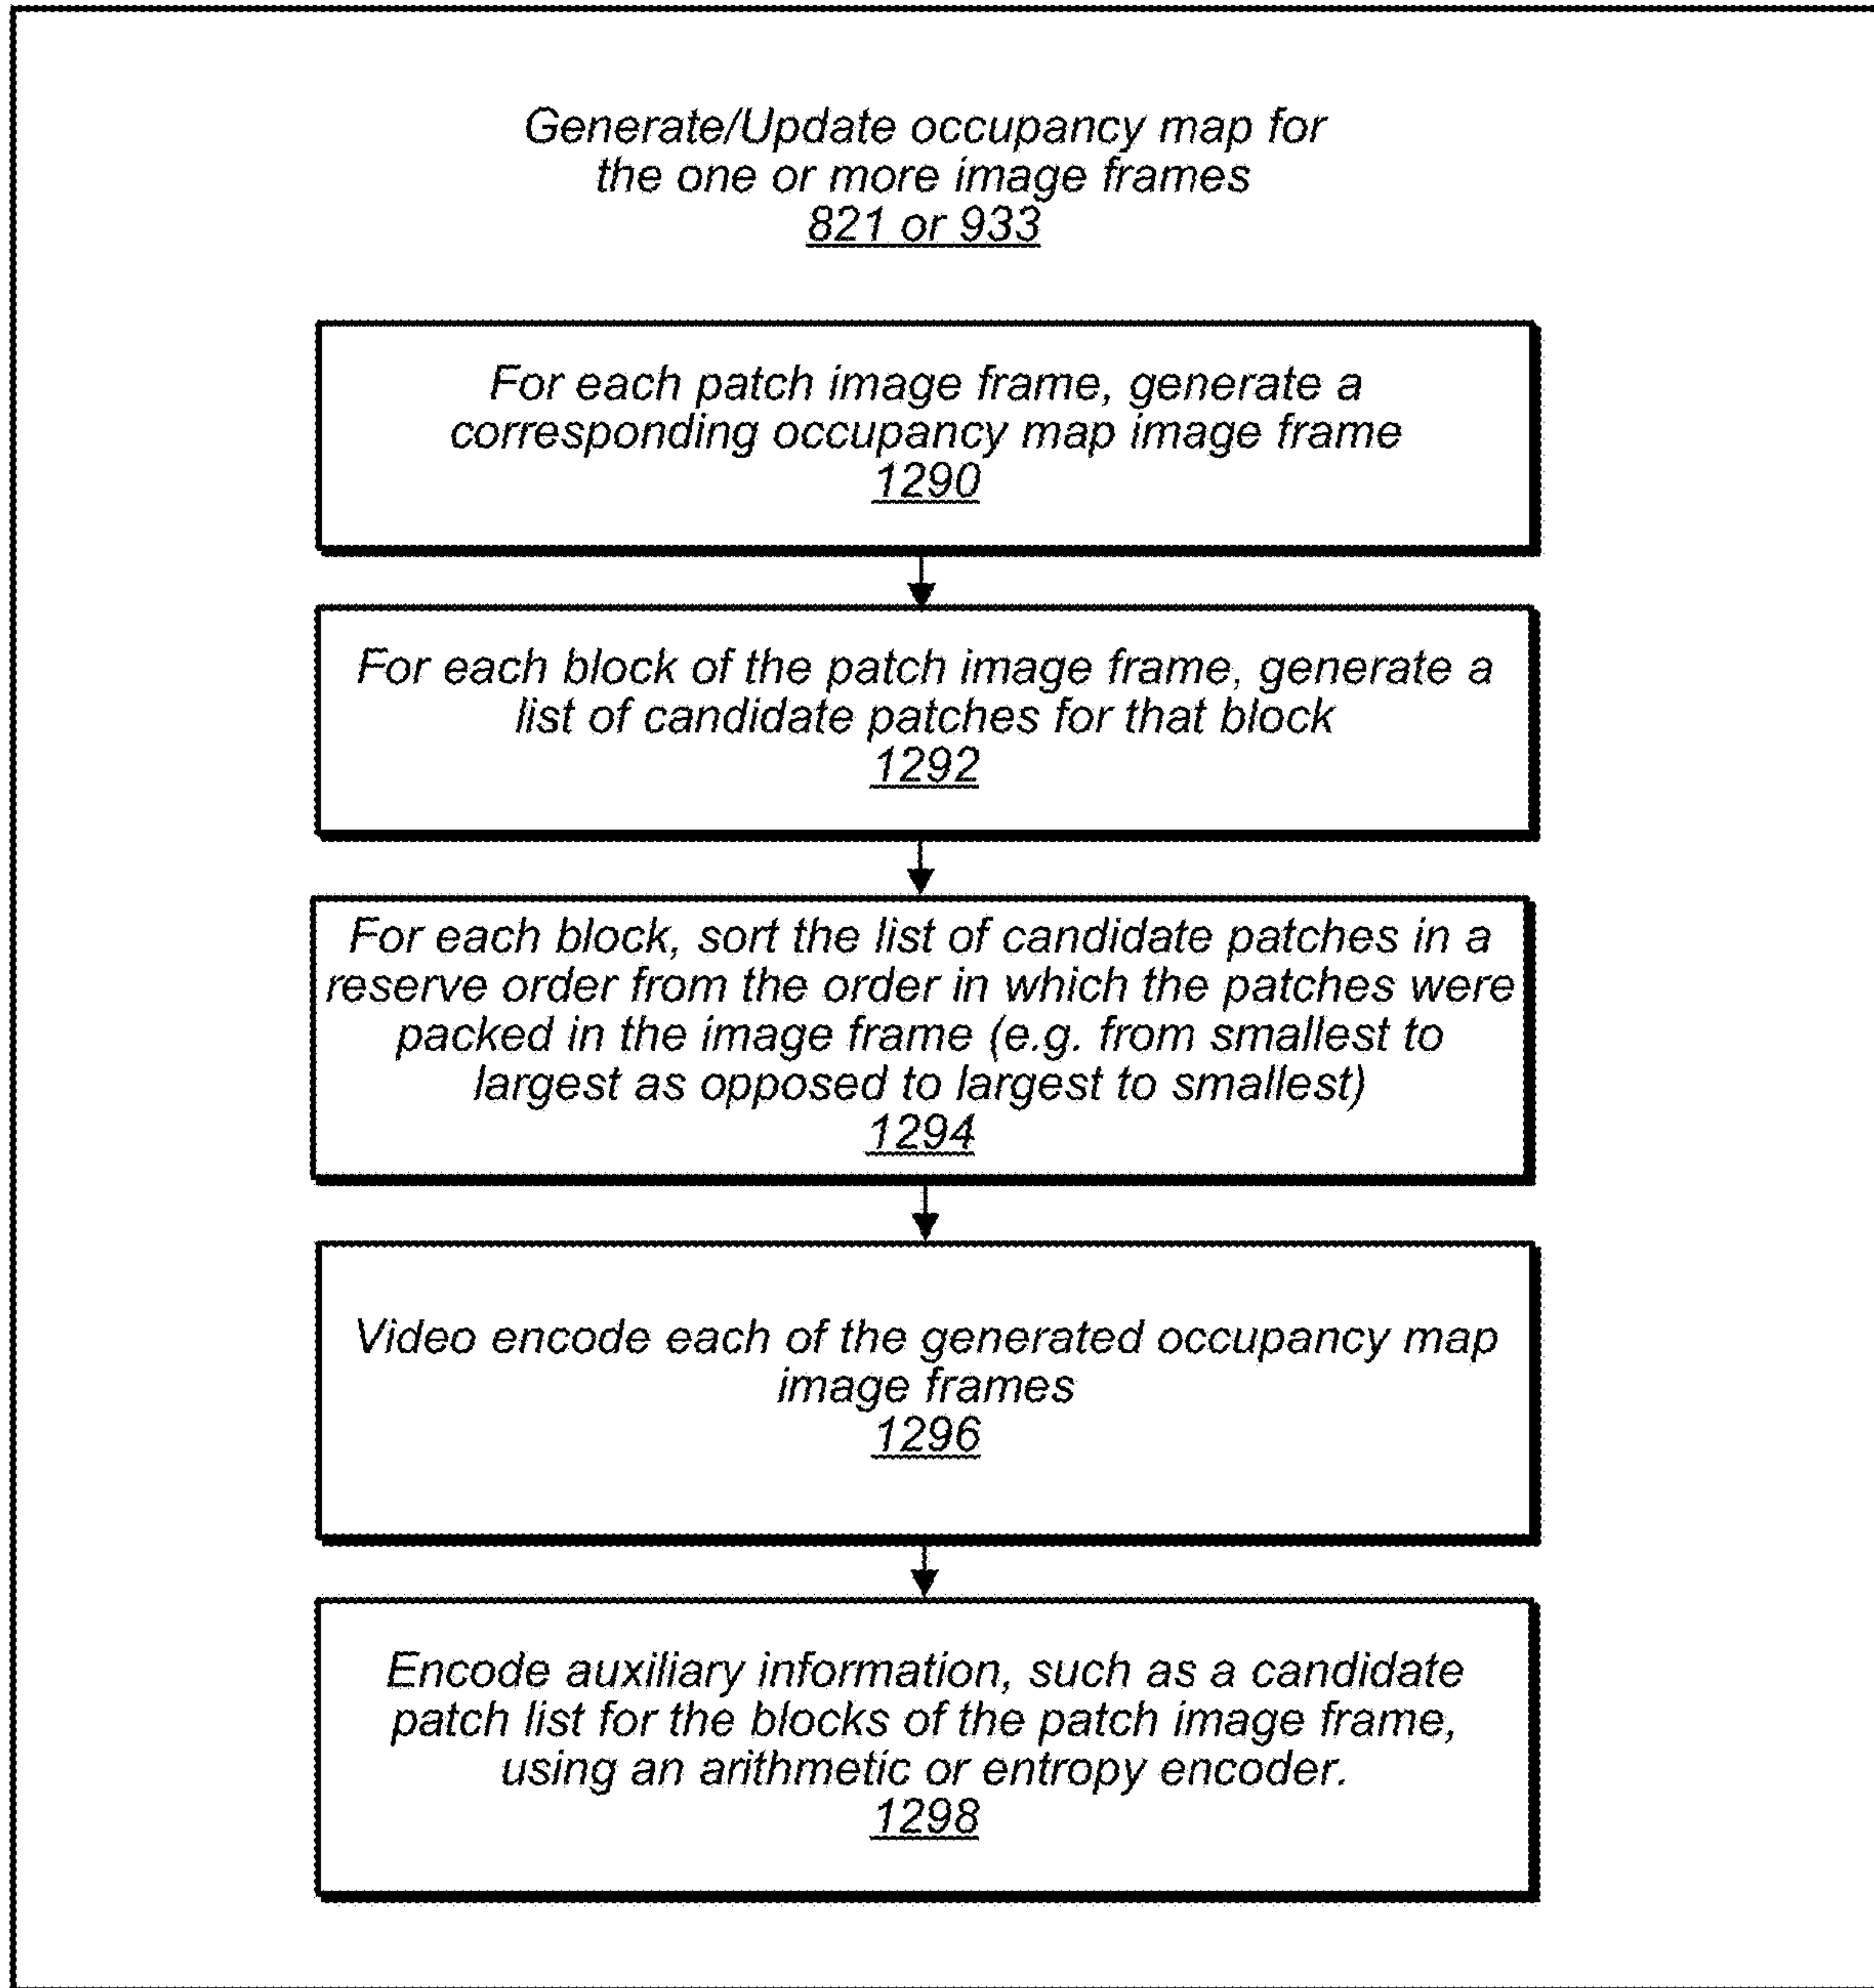 Generate/Update occupancy map for
the one or more image frames
821 or 933
For each patch image frame, generate a
corresponding occupancy map image frame
1290
For each block of the patch image frame, generate a
list of candidate patches for that block
1292
For each block, sort the list of candidate patches in a
reserve order from the order in which the patches were
packed in the image frame (e.g. from smallest to
largest as opposed to largest to smallest)
1294
Video encode each of the generated occupancy map
image frames
1296
Encode auxiliary information, such as a candidate
patch list for the blocks of the patch image frame,
using an arithmetic or entropy encoder.
1298